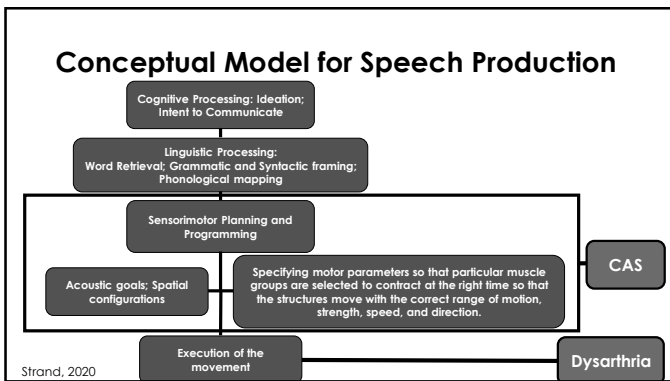 Conceptual Model for Speech Production
Cognitive Processing: Ideation;
Intent to Communicate
Linguistic Processing:
Word Retrieval; Grammatic and Syntactic framing;
Phonological mapping
Sensorimotor Planning and
Programming
Acoustic goals; Spatial
configurations
Specifying motor parameters so that particular muscle
groups are selected to contract at the right time so that
the structures move with the correct range of motion,
strength, speed, and direction.
CAS
Execution of the
movement
Dysarthria
Strand, 2020